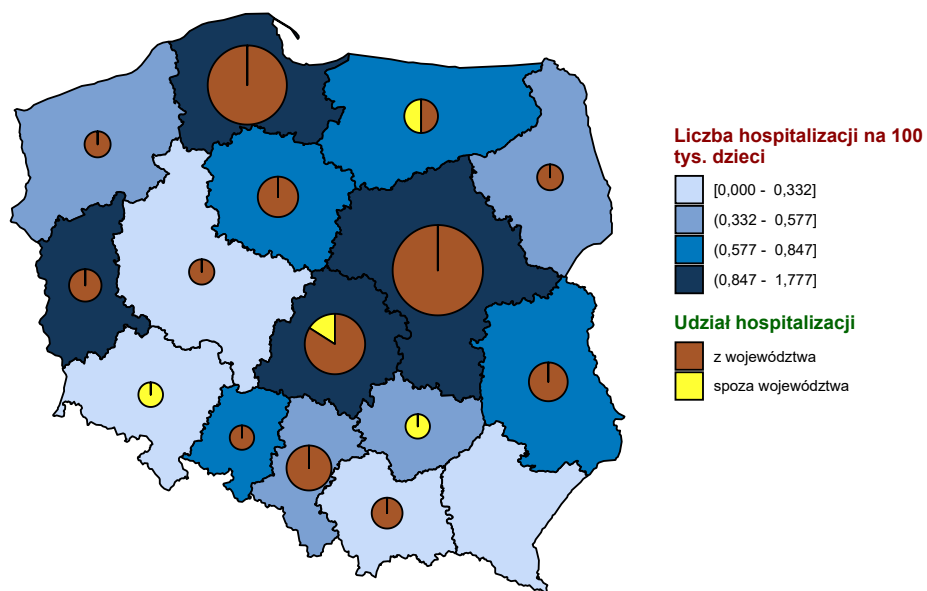 Liczba hospitalizacji na 100
tys. dzieci
[0,000 - 0,332]
(0,332 - 0,577]
(0,577 - 0,847]
(0,847 - 1,777]
Udział hospitalizacji
z województwa
spoza województwa